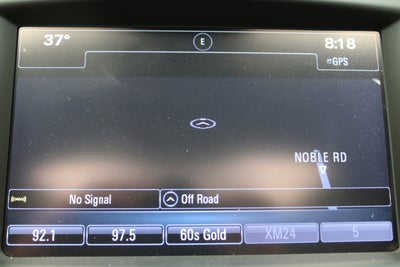 37° E 8:18
GPS
NOBLE RD
No Signal Off Road
92.1 97.5 60s Gold XM24 5